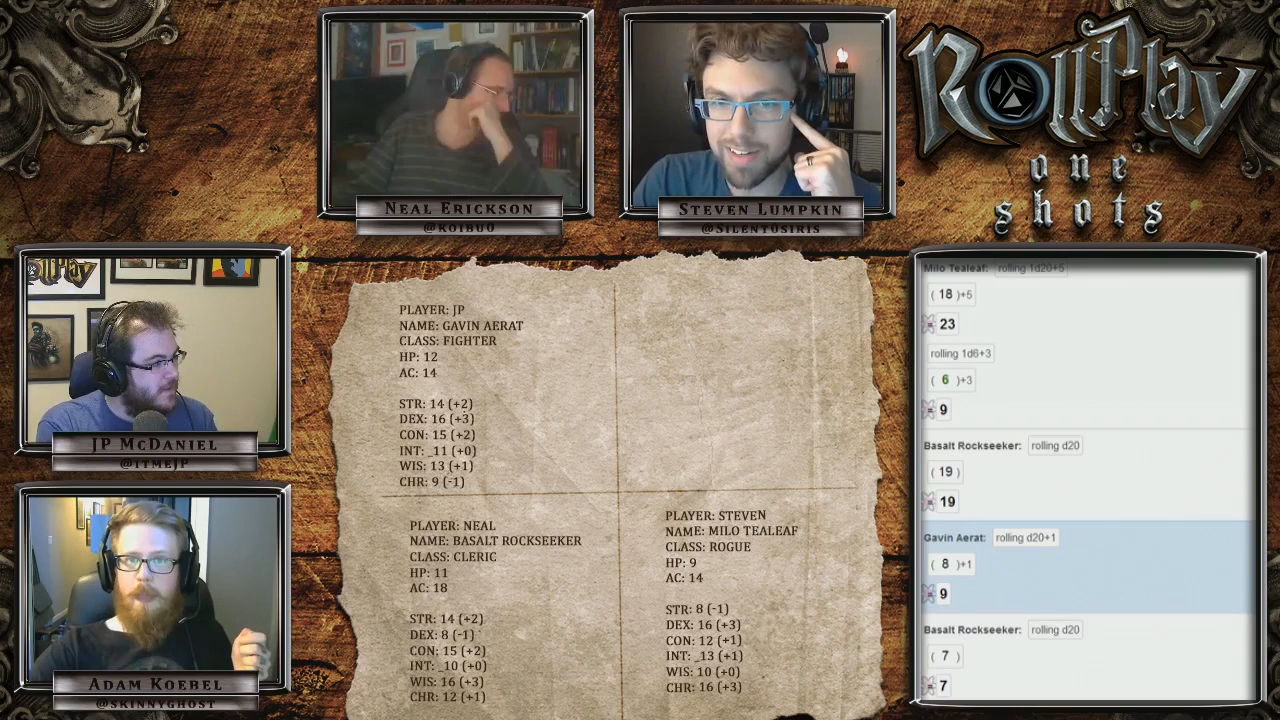 RollPlay
one
shots
NEAL ERICKSON
@KOIBU0
STEVEN LUMPKIN
@SILENT0SIRIS
RollPlay
JP MCDANIEL
@ITMEJP
ADAM KOEBEL
@SKINNYGHOST
PLAYER: JP
NAME: GAVIN AERAT
CLASS: FIGHTER
HP: 12
AC: 14
STR: 14 (+2)
DEX: 16 (+3)
CON: 15 (+2)
INT: _11 (+0)
WIS: 13 (+1)
CHR: 9 (-1)
PLAYER: NEAL
NAME: BASALT ROCKSEEKER
CLASS: CLERIC
HP: 11
AC: 18
STR: 14 (+2)
DEX: 8 (-1)
CON: 15 (+2)
INT: _10 (+0)
WIS: 16 (+3)
CHR: 12 (+1)
PLAYER: STEVEN
NAME: MILO TEALEAF
CLASS: ROGUE
HP: 9
AC: 14
STR: 8 (-1)
DEX: 16 (+3)
CON: 12 (+1)
INT: _13 (+1)
WIS: 10 (+0)
CHR: 16 (+3)
Milo Tealeaf: rolling 1d20+5
( 18 )+5
= 23
rolling 1d6+3
( 6 )+3
= 9
Basalt Rockseeker: rolling d20
( 19 )
= 19
Gavin Aerat: rolling d20+1
( 8 )+1
= 9
Basalt Rockseeker: rolling d20
( 7 )
= 7